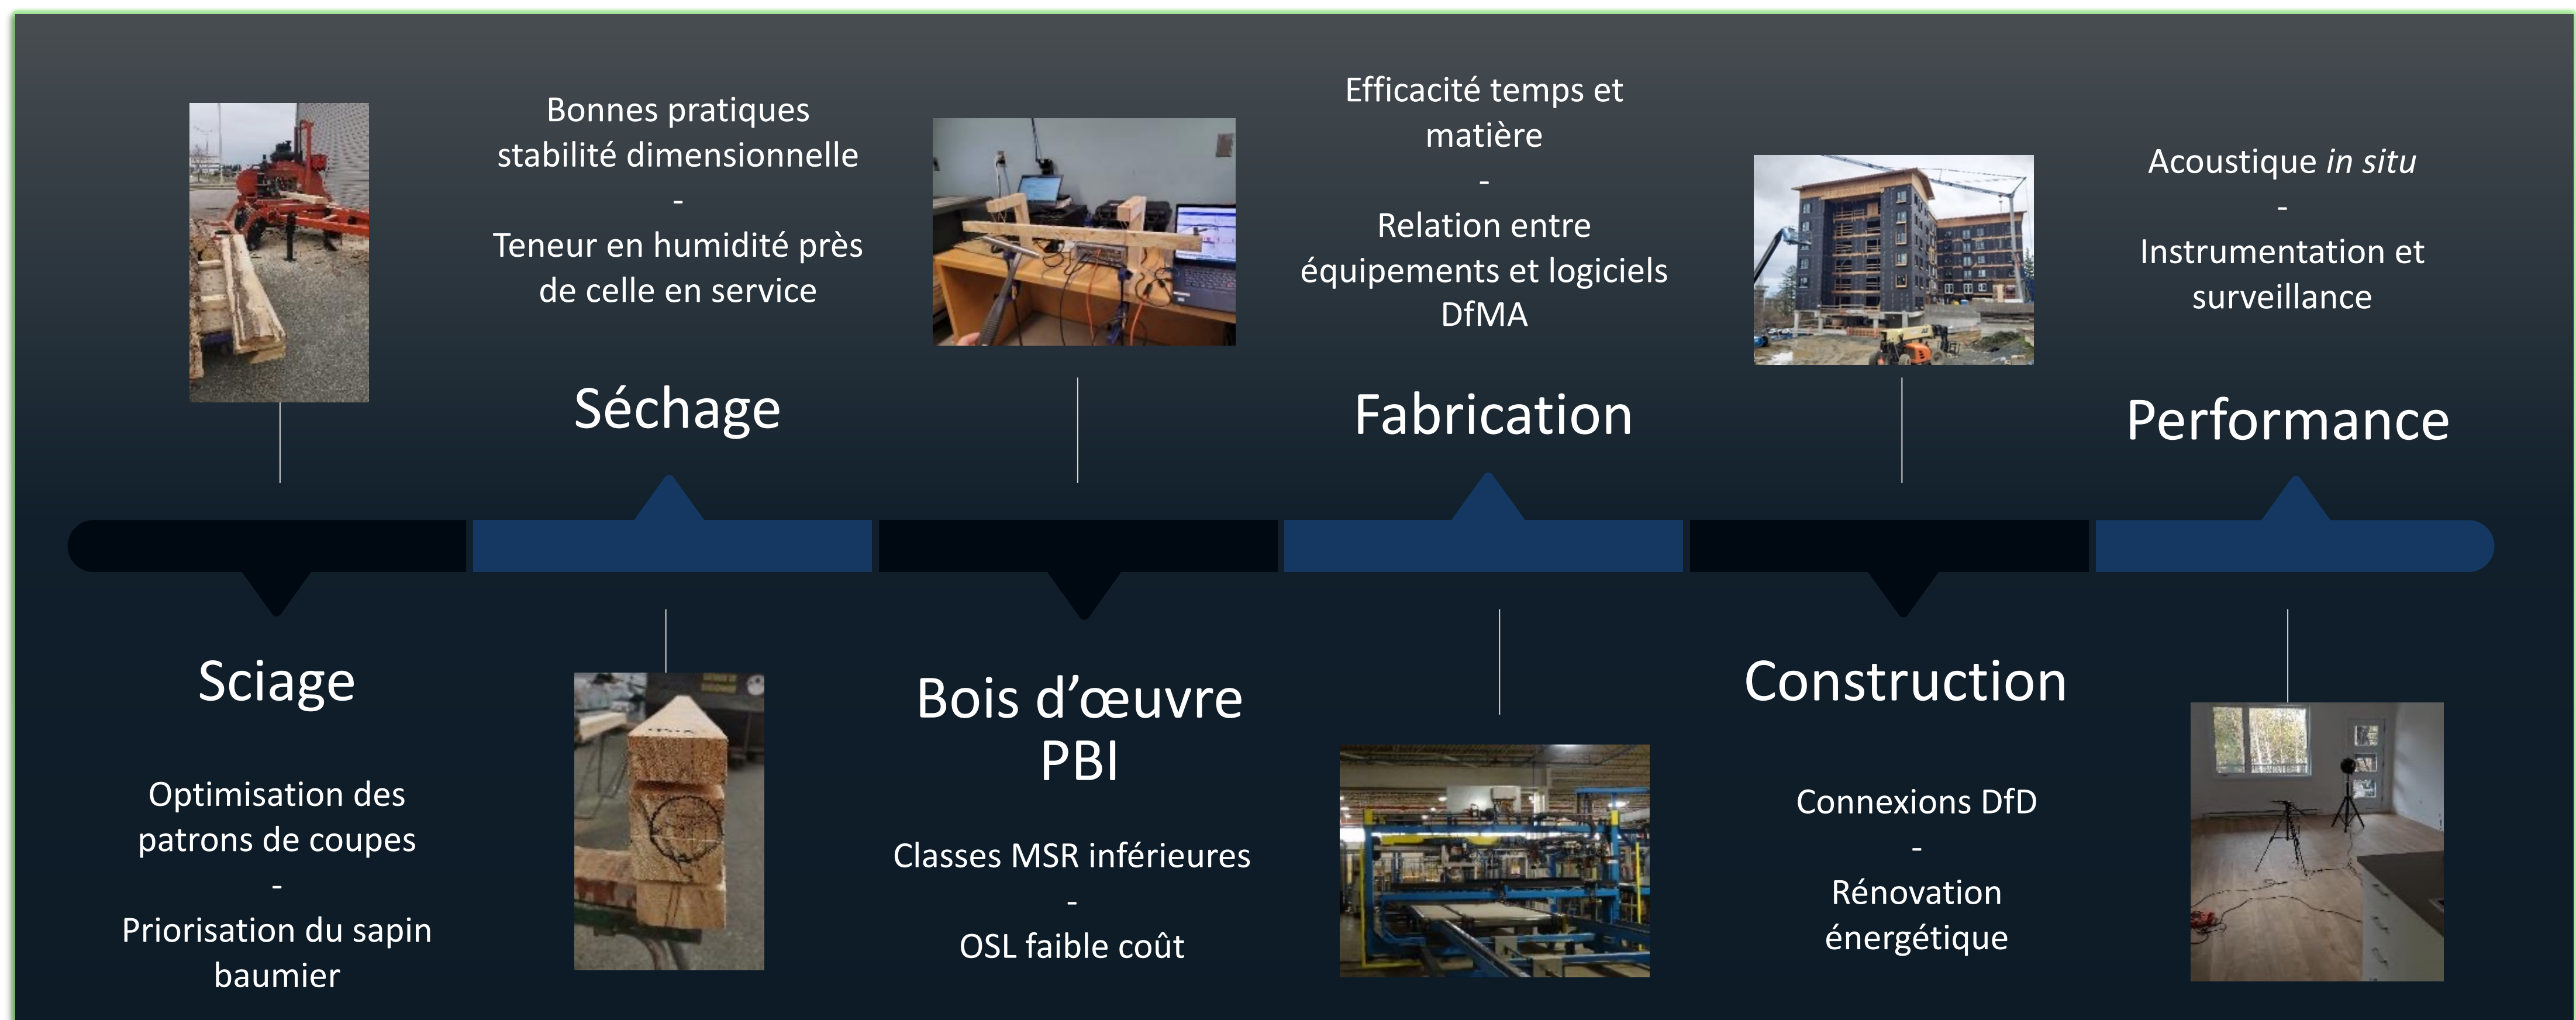 Sciage
Optimisation des
patrons de coupes
-
Priorisation du sapin
baumier
Bonnes pratiques
stabilité dimensionnelle
-
Teneur en humidité près
de celle en service
Séchage
Bois d’œuvre
PBI
Classes MSR inférieures
-
OSL faible coût
Efficacité temps et
matière
-
Relation entre
équipements et logiciels
DfMA
Fabrication
Construction
Connexions DfD
-
Rénovation
énergétique
Acoustique in situ
-
Instrumentation et
surveillance
Performance